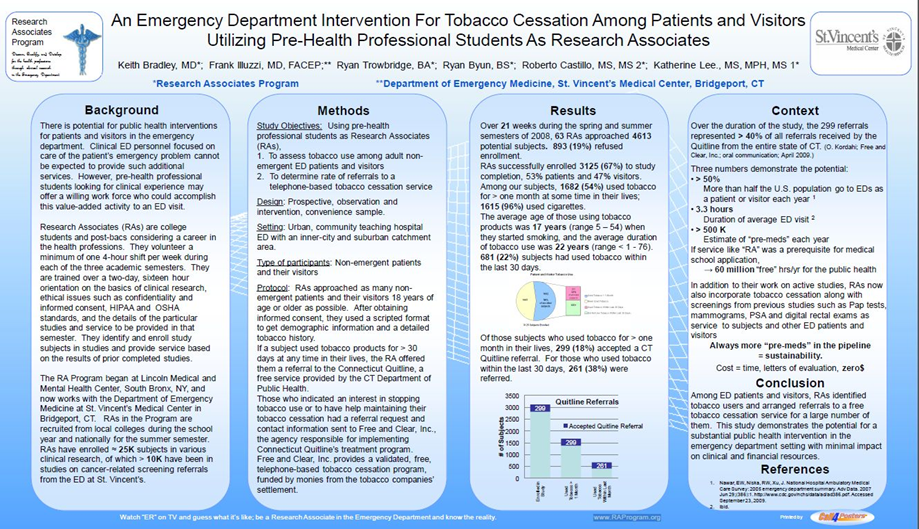 Research
Associates
Program
An Emergency Department Intervention For Tobacco Cessation Among Patients and Visitors
Utilizing Pre-Health Professional Students As Research Associates
St.Vincent's
Medical Center
Keith Bradley, MD*; Frank Illuzzi, MD, FACEP;** Ryan Trowbridge, BA*; Ryan Byun, BS*; Roberto Castillo, MS, MS 2*; Katherine Lee., MS, MPH, MS 1*
*Research Associates Program
**Department of Emergency Medicine, St. Vincent's Medical Center, Bridgeport, CT
Background
There is potential for public health interventions
for patients and visitors in the emergency
department. Clinical ED personnel focused on
care of the patient's emergency problem cannot
be expected to provide such additional
services. However, pre-health professional
students looking for clinical experience may
offer a willing work force who could accomplish
this value-added activity to an ED visit.
Research Associates (RAs) are college
students and post-bacs considering a career in
the health professions. They volunteer a
minimum of one 4-hour shift per week during
each of the three academic semesters. They
are trained over a two-day, sixteen hour
orientation on the basics of clinical research,
ethical issues such as confidentiality and
informed consent, HIPAA and OSHA
standards, and the details of the particular
studies and service to be provided in that
semester. They identify and enroll study
subjects in studies and provide service based
on the results of prior completed studies.
The RA Program began at Lincoln Medical and
Mental Health Center, South Bronx, NY, and
now works with the Department of Emergency
Medicine at St. Vincent's Medical Center in
Bridgeport, CT. RAs in the Program are
recruited from local colleges during the school
year and nationally for the summer semester.
RAs have enrolled ≈ 25K subjects in various
clinical research, of which > 10K have been in
studies on cancer-related screening referrals
from the ED at St. Vincent's.
Methods
Study Objectives: Using pre-health
professional students as Research Associates
(RAs),
1. To assess tobacco use among adult non-
emergent ED patients and visitors
2. To determine rate of referrals to a
telephone-based tobacco cessation service
Design: Prospective, observation and
intervention, convenience sample.
Setting: Urban, community teaching hospital
ED with an inner-city and suburban catchment
area.
Type of participants: Non-emergent patients
and their visitors
Protocol: RAs approached as many non-
emergent patients and their visitors 18 years of
age or older as possible. After obtaining
informed consent, they used a scripted format
to get demographic information and a detailed
tobacco history.
If a subject used tobacco products for > 30
days at any time in their lives, the RA offered
them a referral to the Connecticut Quitline, a
free service provided by the CT Department of
Public Health.
Those who indicated an interest in stopping
tobacco use or to have help maintaining their
tobacco cessation had a referral request and
contact information sent to Free and Clear, Inc.,
the agency responsible for implementing
Connecticut Quitline's treatment program.
Free and Clear, Inc. provides a validated, free,
telephone-based tobacco cessation program,
funded by monies from the tobacco companies'
settlement.
Results
Over 21 weeks during the spring and summer
semesters of 2008, 63 RAs approached 4613
potential subjects. 893 (19%) refused
enrollment.
RAs successfully enrolled 3125 (67%) to study
completion, 53% patients and 47% visitors.
Among our subjects, 1682 (54%) used tobacco
for > one month at some time in their lives;
1615 (96%) used cigarettes.
The average age of those using tobacco
products was 17 years (range 5 – 54) when
they started smoking, and the average duration
of tobacco use was 22 years (range < 1 - 76).
681 (22%) subjects had used tobacco within
the last 30 days.
Of those subjects who used tobacco for > one
month in their lives, 299 (18%) accepted a CT
Quitline referral. For those who used tobacco
within the last 30 days, 261 (38%) were
referred.
Quitline Referrals
Accepted Quitline Referral
# of Subjects
3500
3000
2500
2000
1500
1000
500
0
299
299
261
Context
Over the duration of the study, the 299 referrals
represented > 40% of all referrals received by the
Quitline from the entire state of CT. (O. Kordahi; Free and
Clear, Inc.; oral communication; April 2009.)
Three numbers demonstrate the potential:
• > 50%
More than half the U.S. population go to EDs as
a patient or visitor each year 1
• 3.3 hours
Duration of average ED visit 2
• > 500 K
Estimate of “pre-meds” each year
If service like “RA” was a prerequisite for medical
school application,
→ 60 million “free” hrs/yr for the public health
In addition to their work on active studies, RAs now
also incorporate tobacco cessation along with
screenings from previous studies such as Pap tests,
mammograms, PSA and digital rectal exams as
service to subjects and other ED patients and
visitors
Always more “pre-meds” in the pipeline
= sustainability.
Cost = time, letters of evaluation, zero$
Conclusion
Among ED patients and visitors, RAs identified
tobacco users and arranged referrals to a free
tobacco cessation service for a large number of
them. This study demonstrates the potential for a
substantial public health intervention in the
emergency department setting with minimal impact
on clinical and financial resources.
References
1. Nawar, EW, Niska, RW, Xu, J. National Hospital Ambulatory Medical
Care Survey: 2005 emergency department summary. Adv Data. 2007
2. Ibid.
Watch "ER" on TV and guess what it's like; be a Research Associate in the Emergency Department and know the reality.
www.RAProgram.org
Printed by